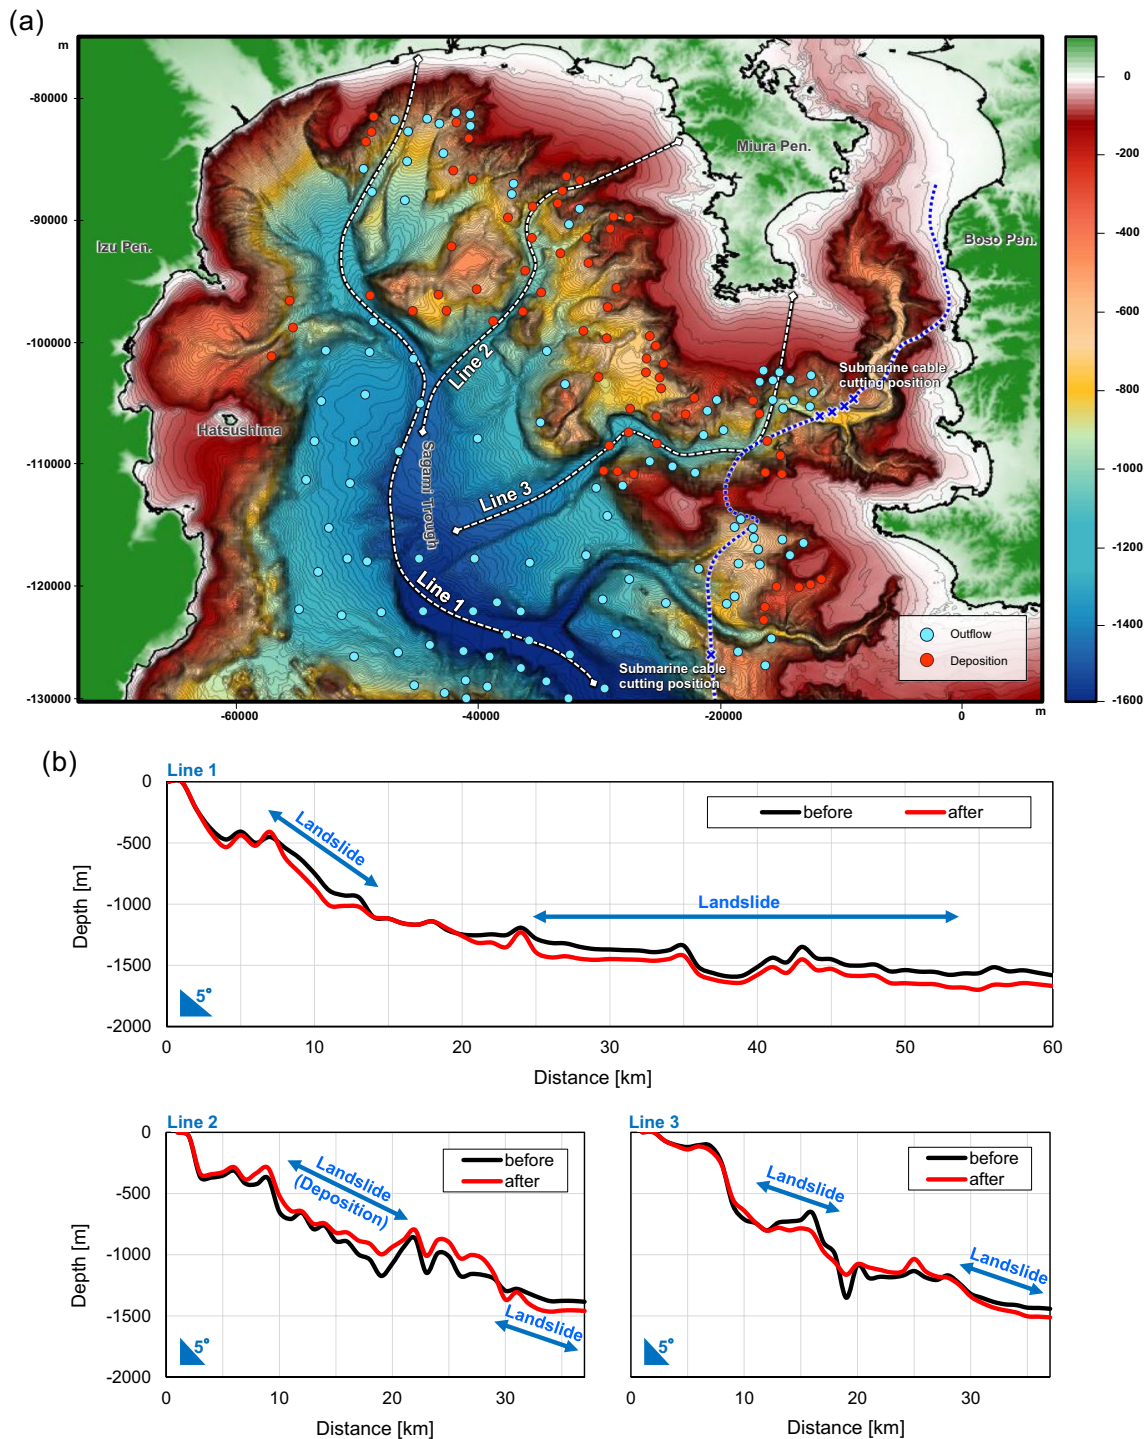 (a)
m
-80000
-90000
-100000
-110000
-120000
-130000
-60000
-40000
-20000
0
m
Izu Pen.
Miura Pen.
Boso Pen.
Hatsushima
Sagami Trough
Line 1
Line 2
Line 3
Submarine cable
cutting position
Submarine cable
cutting position
Outflow
Deposition
0
-200
-400
-600
-800
-1000
-1200
-1400
-1600
(b)
Line 1
0
-500
-1000
-1500
-2000
Depth [m]
Landslide
before
after
Landslide
5°
0
10
20
30
40
50
60
Distance [km]
Line 2
0
-500
-1000
-1500
-2000
Depth [m]
Landslide
(Deposition)
before
after
Landslide
5°
0
10
20
30
Distance [km]
Line 3
0
-500
-1000
-1500
-2000
Landslide
before
after
Landslide
5°
0
10
20
30
Distance [km]